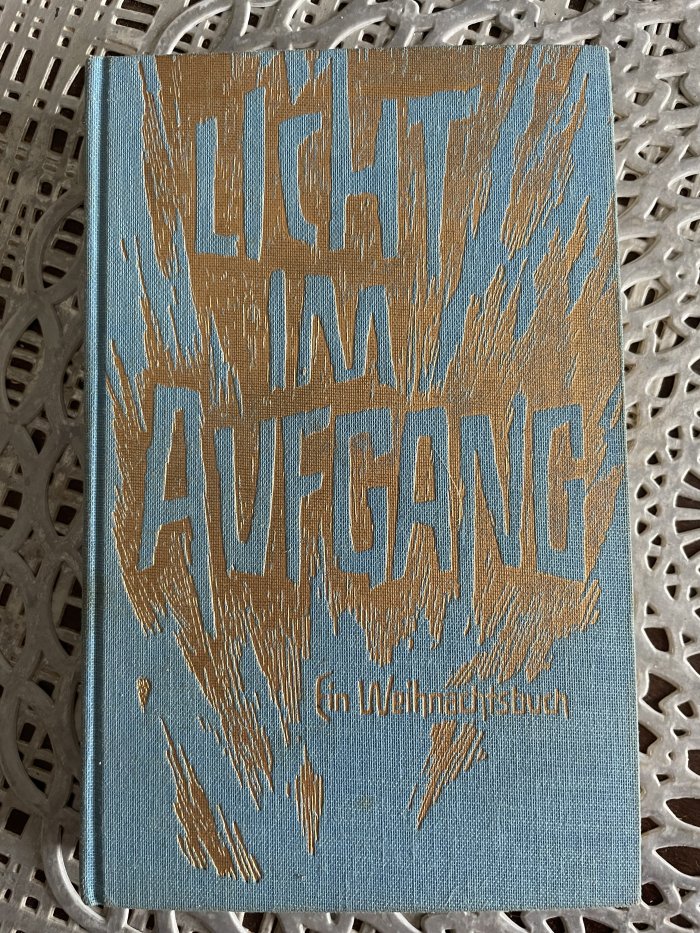 LICHT
IM
AUFGANG
Ein Weihnachtsbuch